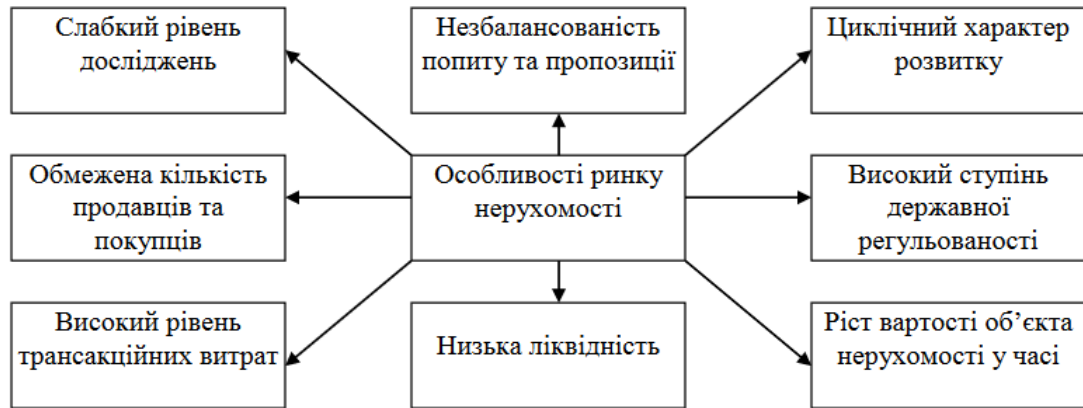 Слабкий рівень
досліджень
Незбалансованість
попиту та пропозиції
Циклічний характер
розвитку
Обмежена кількість
продавців та
покупців
Особливості ринку
нерухомості
Високий ступінь
державної
регульованості
Високий рівень
трансакційних витрат
Низька ліквідність
Ріст вартості об’єкта
нерухомості у часі